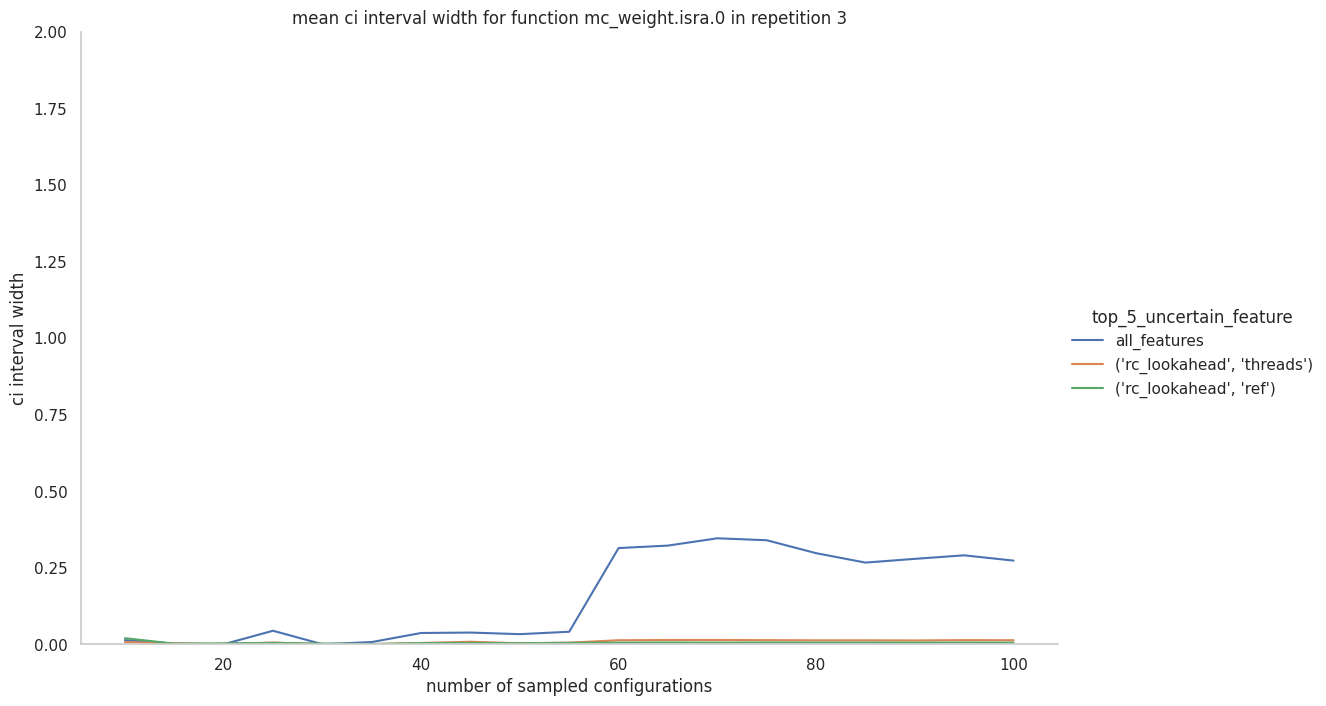 mean ci interval width for function mc_weight.isra.0 in repetition 3
2.00
1.75
1.50
1.25
1.00
0.75
0.50
0.25
0.00
ci interval width
20
40
60
80
100
number of sampled configurations
top_5_uncertain_feature
all_features
('rc_lookahead', 'threads')
('rc_lookahead', 'ref')